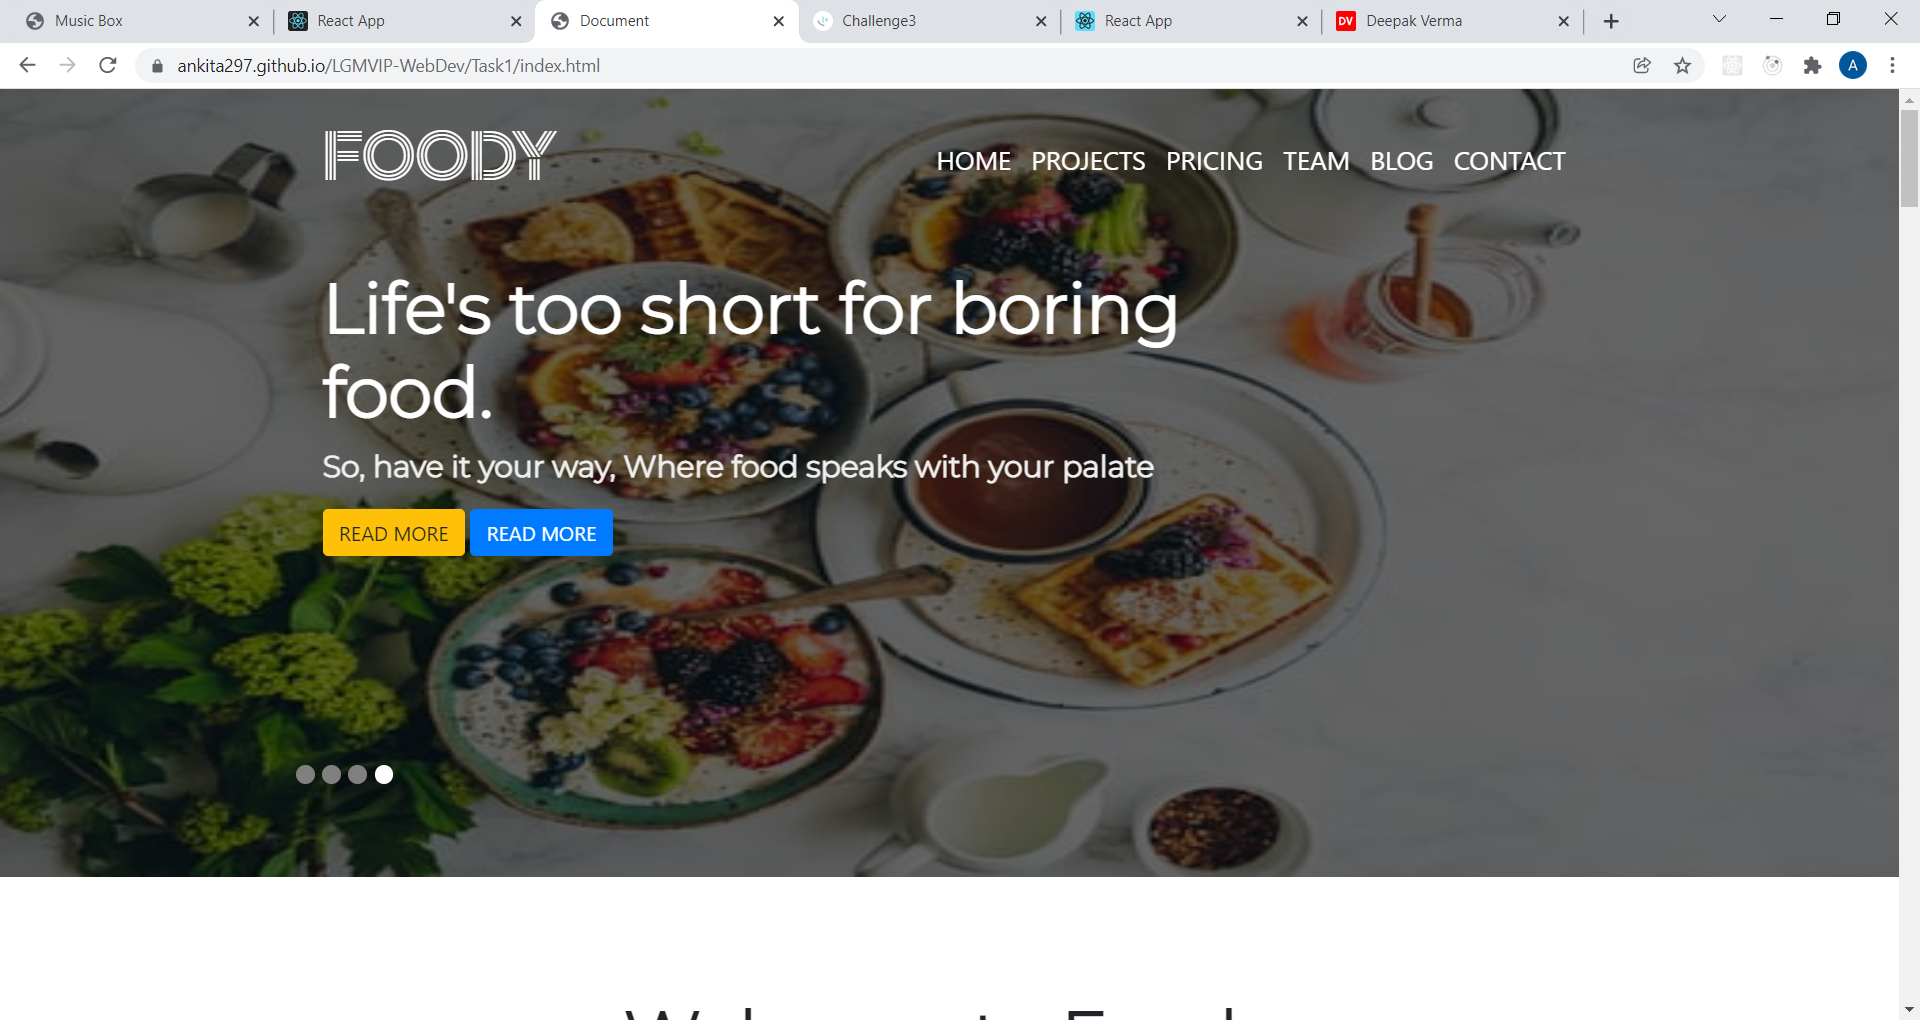 Music Box
React App
Document
Challenge3
React App
DV
Deepak Verma
ankita297.github.io/LGMVIP-WebDev/Task1/index.html
A
FOODY
HOME PROJECTS PRICING TEAM BLOG CONTACT
Life's too short for boring
food.
So, have it your way, Where food speaks with your palate
READ MORE READ MORE